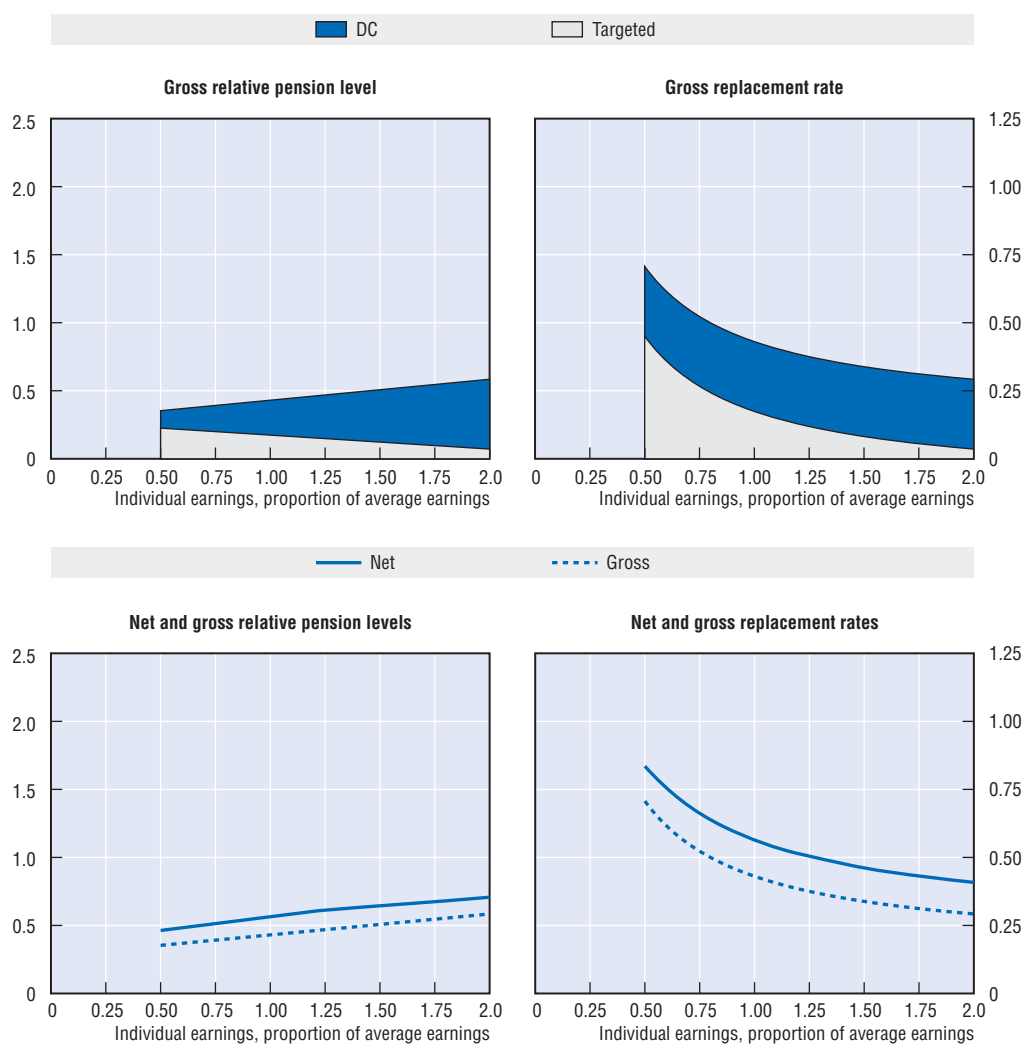 DC Targeted
Gross relative pension level
Gross replacement rate
2.5
2.0
1.5
1.0
0.5
0
1.25
1.00
0.75
0.50
0.25
0
0 0.25 0.50 0.75 1.00 1.25 1.50 1.75 2.0
Individual earnings, proportion of average earnings
0 0.25 0.50 0.75 1.00 1.25 1.50 1.75 2.0
Individual earnings, proportion of average earnings
Net Gross
Net and gross relative pension levels
Net and gross replacement rates
2.5
2.0
1.5
1.0
0.5
0
1.25
1.00
0.75
0.50
0.25
0
0 0.25 0.50 0.75 1.00 1.25 1.50 1.75 2.0
Individual earnings, proportion of average earnings
0 0.25 0.50 0.75 1.00 1.25 1.50 1.75 2.0
Individual earnings, proportion of average earnings